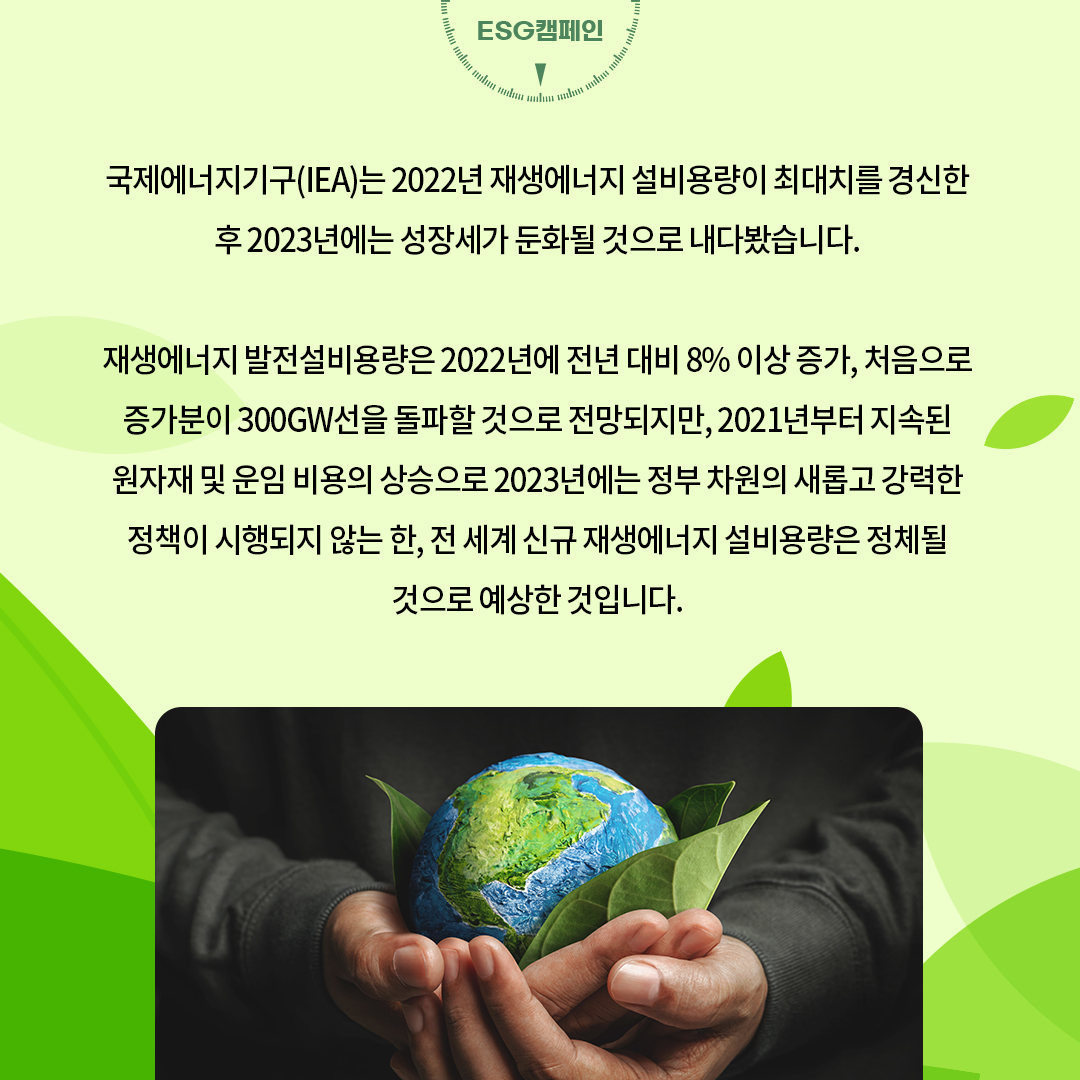 ESG캠페인
국제에너지기구(IEA)는 2022년 재생에너지 설비용량이 최대치를 경신한
후 2023년에는 성장세가 둔화될 것으로 내다봤습니다.
재생에너지 발전설비용량은 2022년에 전년 대비 8% 이상 증가, 처음으로
증가분이 300GW선을 돌파할 것으로 전망되지만, 2021년부터 지속된
원자재 및 운임 비용의 상승으로 2023년에는 정부 차원의 새롭고 강력한
정책이 시행되지 않는 한, 전 세계 신규 재생에너지 설비용량은 정체될
것으로 예상한 것입니다.